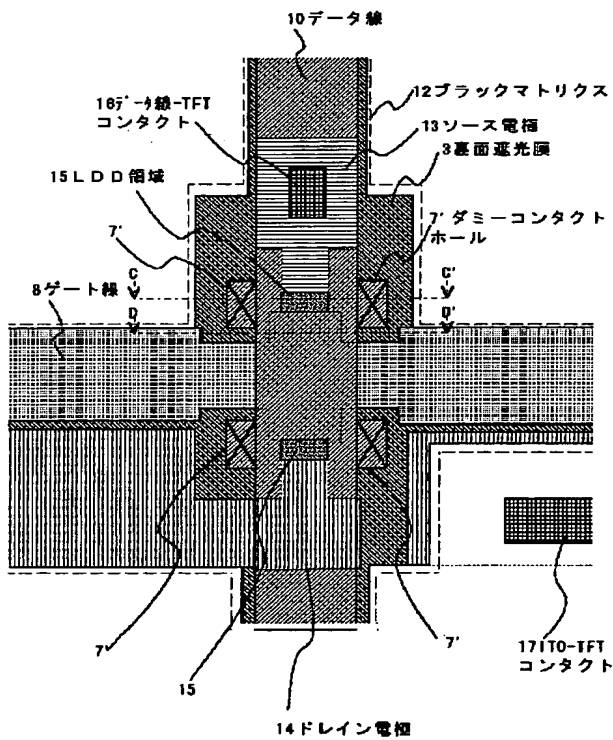 10データ線
16ﾃﾞｰﾀ線-TFT
コンタクト
12ブラックマトリクス
13ソース電極
3裏面遮光膜
15LDD領域
7'
7'ダミーコンタクト
ホール
8ゲート線
C
C'
D
D'
7'
15
7'
17ITO-TFT
コンタクト
14ドレイン電極